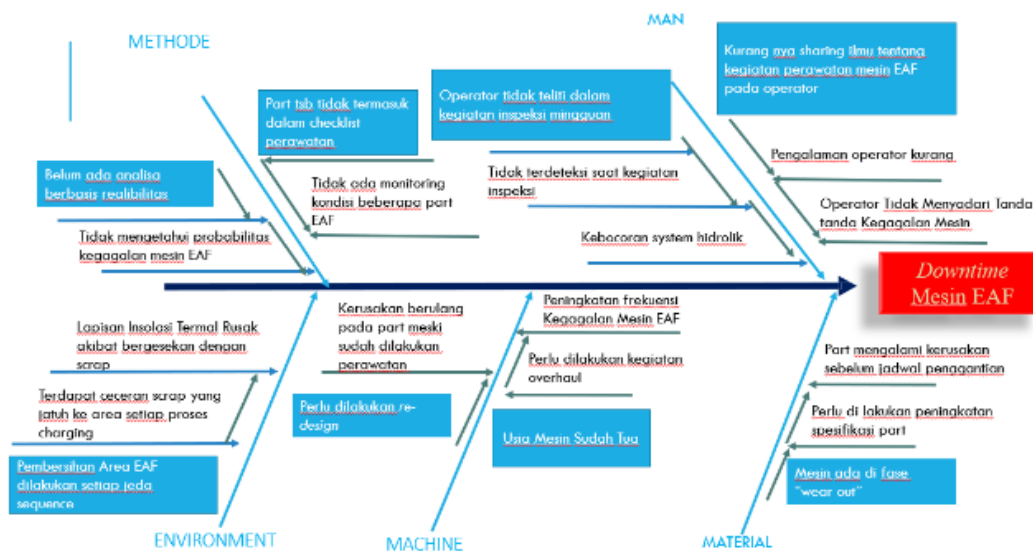 METHODE
MAN
Kurang nya sharing ilmu tentang
kegiatan perawatan mesin EAF
pada operator
Part tsb tidak termasuk
dalam checklist
perawatan
Operator tidak teliti dalam
kegiatan inspeksi mingguan
Belum ada analisa
berbasis realibilitas
Tidak ada monitoring
kondisi beberapa part
EAF
Tidak terdeteksi saat kegiatan
inspeksi
Pengalaman operator kurang
Operator Tidak Menyadari Tanda
tanda Kegagalan Mesin
Tidak mengetahui probabilitas
kegagalan mesin EAF
Kebocoran system hidrolik
Downtime
Mesin EAF
Lapisan Insolasi Termal Rusak
akibat bergesekan dengan
scrap
Kerusakan berulang
pada part meski
sudah dilakukan
perawatan
Peningkatan frekuensi
Kegagalan Mesin EAF
Perlu dilakukan kegiatan
overhaul
Part mengalami kerusakan
sebelum jadwal penggantian
Terdapat ceceran scrap yang
jatuh ke area setiap proses
charging
Perlu dilakukan re-
design
Usia Mesin Sudah Tua
Perlu di lakukan peningkatan
spesifikasi part
Pembersihan Area EAF
dilakukan setiap jeda
sequence
Mesin ada di fase
"wear out"
ENVIRONMENT
MACHINE
MATERIAL